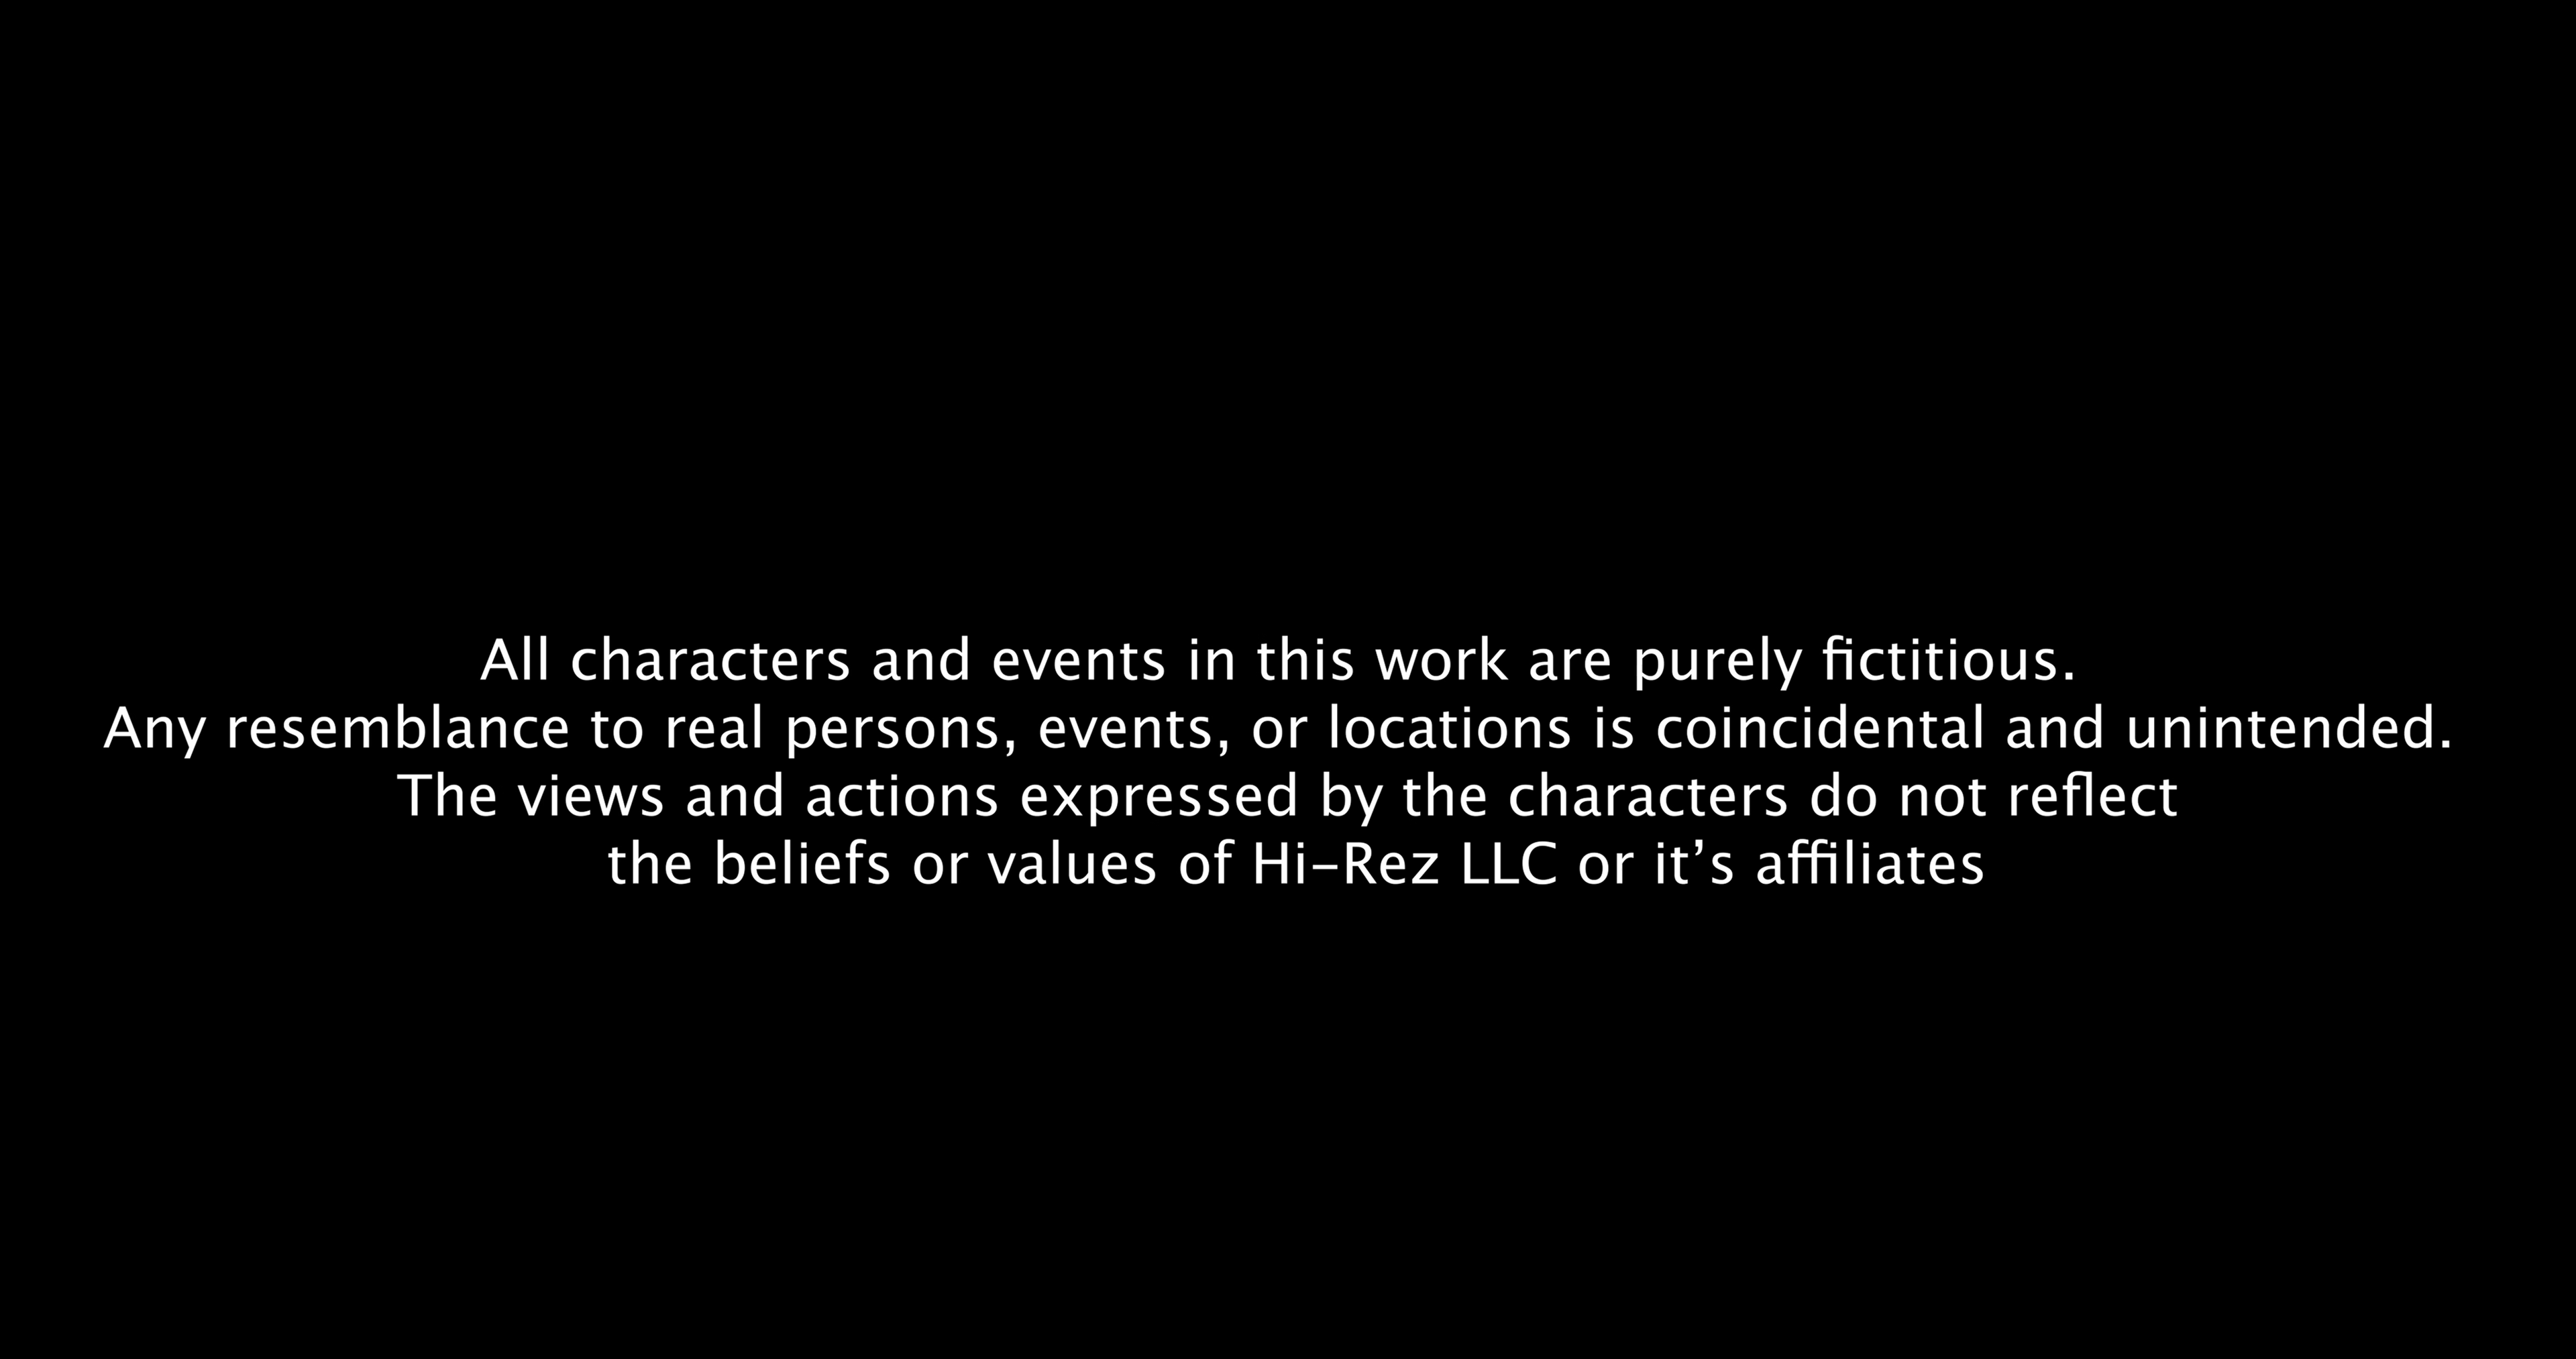 All characters and events in this work are purely fictitious.
Any resemblance to real persons, events, or locations is coincidental and unintended.
The views and actions expressed by the characters do not reflect
the beliefs or values of Hi-Rez LLC or it’s affiliates